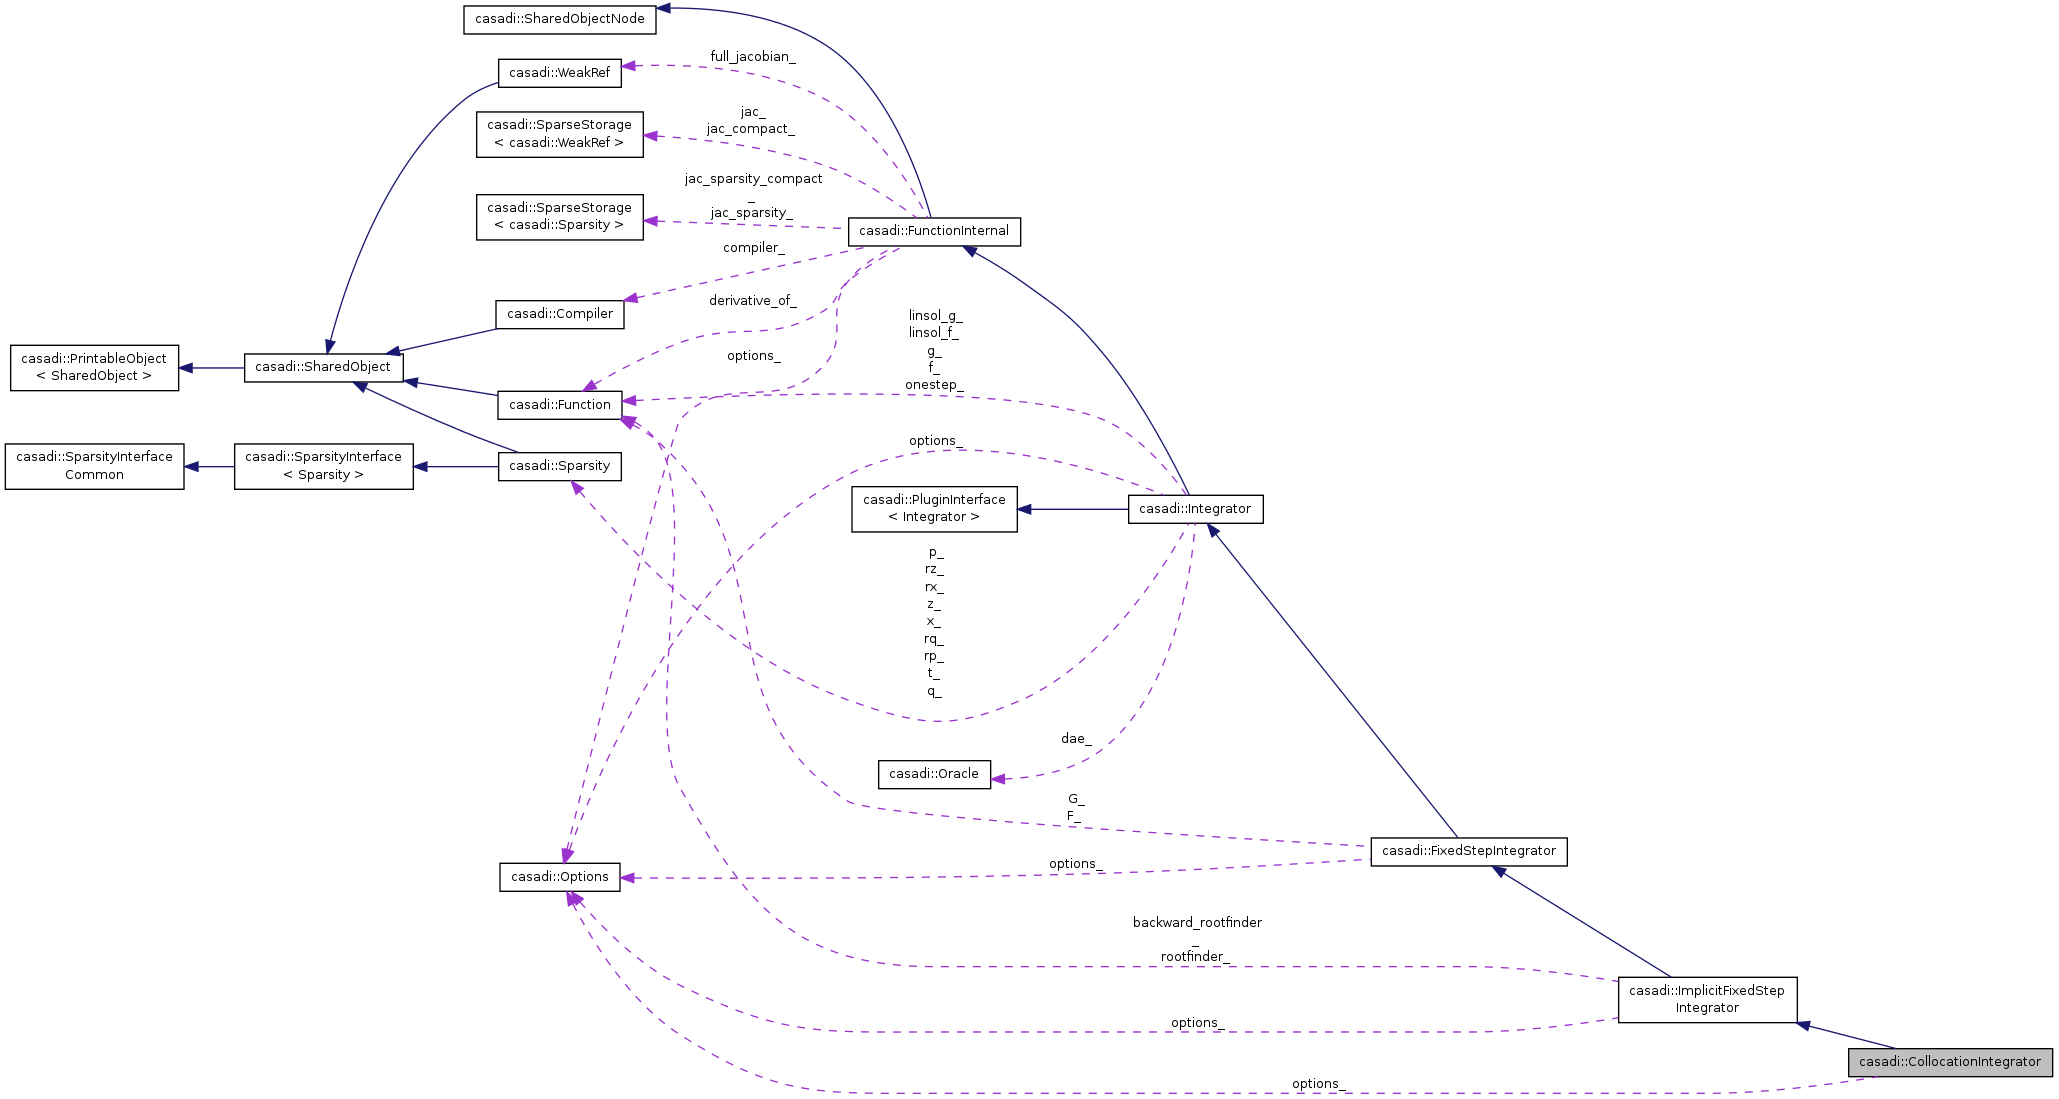 casadi::SharedObjectNode
full_jacobian_
casadi::WeakRef
jac_
jac_compact_
casadi::SparseStorage
< casadi::WeakRef >
jac_sparsity_compact
_
jac_sparsity_
casadi::SparseStorage
< casadi::Sparsity >
casadi::FunctionInternal
compiler_
derivative_of_
casadi::Compiler
linsol_g_
linsol_f_
g_
f_
onestep_
options_
casadi::PrintableObject
< SharedObject >
casadi::SharedObject
casadi::Function
options_
casadi::SparsityInterface
Common
casadi::SparsityInterface
< Sparsity >
casadi::Sparsity
casadi::PluginInterface
< Integrator >
casadi::Integrator
p_
rz_
rx_
z_
x_
rq_
rp_
t_
q_
dae_
casadi::Oracle
G_
F_
casadi::FixedStepIntegrator
options_
casadi::Options
backward_rootfinder
_
rootfinder_
casadi::ImplicitFixedStep
Integrator
options_
casadi::CollocationIntegrator
options_